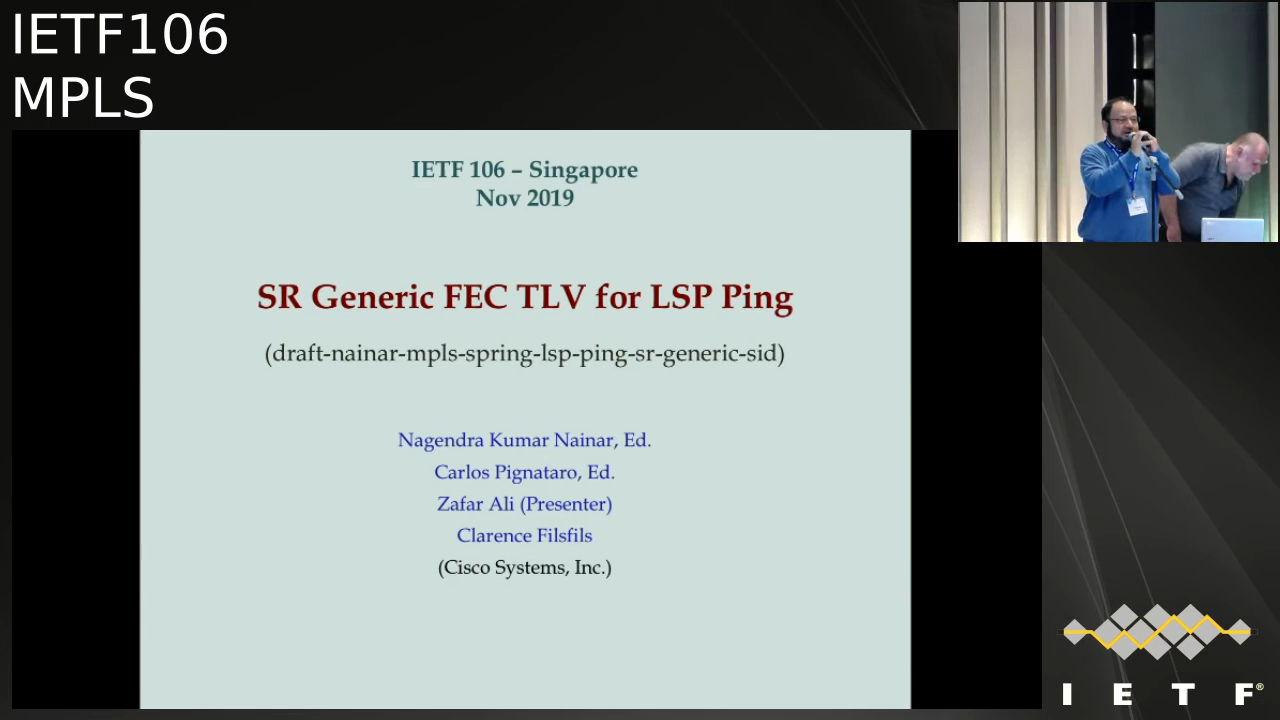 IETF106
MPLS
IETF 106 – Singapore
Nov 2019
SR Generic FEC TLV for LSP Ping
(draft-nainar-mpls-spring-lsp-ping-sr-generic-sid)
Nagendra Kumar Nainar, Ed.
Carlos Pignataro, Ed.
Zafar Ali (Presenter)
Clarence Filsfils
(Cisco Systems, Inc.)
I E T F®